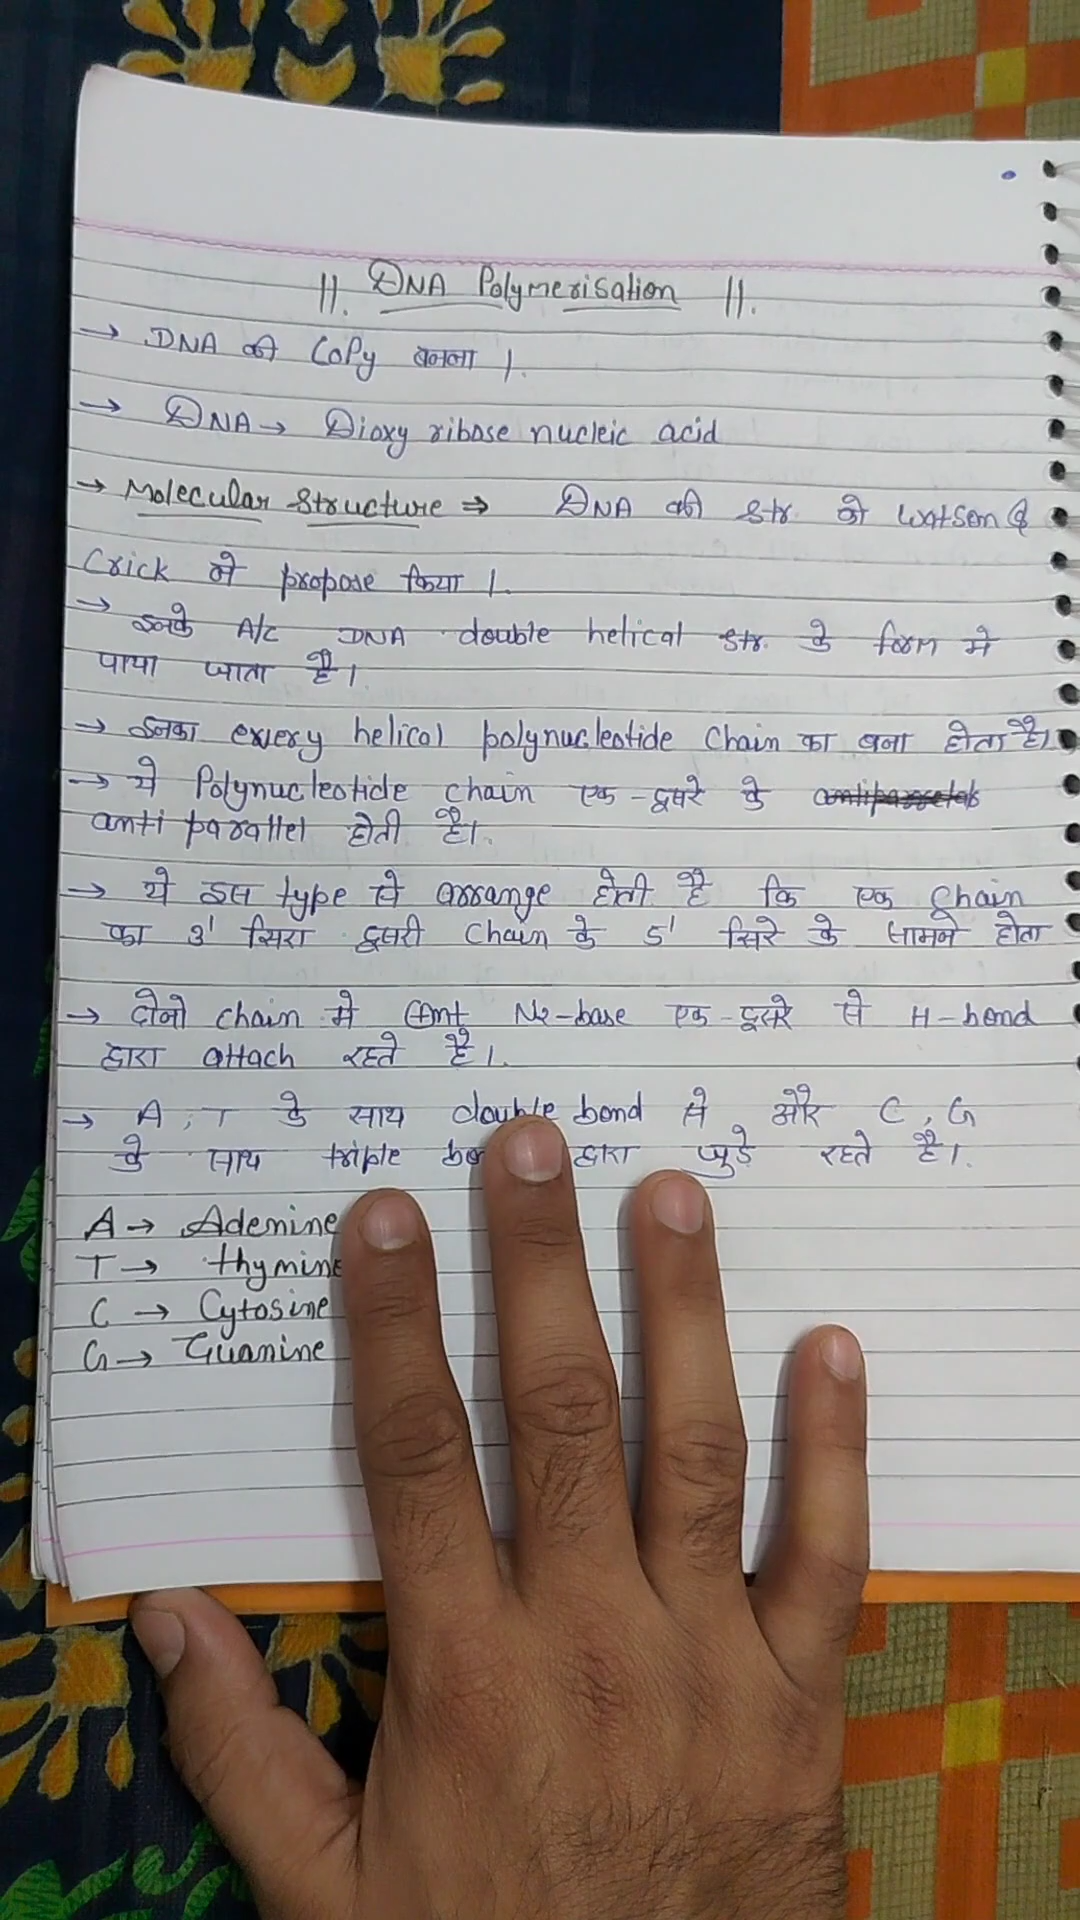 ||. DNA Polymerisation ||.
→ DNA की Copy बनना |.
→ DNA → Dioxy ribose nucleic acid
→ Molecular Structure ⇒ DNA की str. को Watson &
Crick ने propose किया |.
→ इनके A/c DNA double helical str. के form मे
पाया जाता है |.
→ इनका every helical polynucleotide Chain का बना होता है।
→ ये Polynucleotide chain एक-दूसरे के
anti parallel होती है।.
→ ये इस type से arrange होती है कि एक Chain
का 3' सिरा दूसरी Chain के 5' सिरे के सामने होता
→ दोनो chain मे N2-base एक-दूसरे से H-bond
द्वारा attach रहते है।.
→ A, T के साथ double bond से और C, G
के साथ triple द्वारा जुड़े रहते है।.
A → Adenine
T → thymine
C → Cytosine
G → Guanine